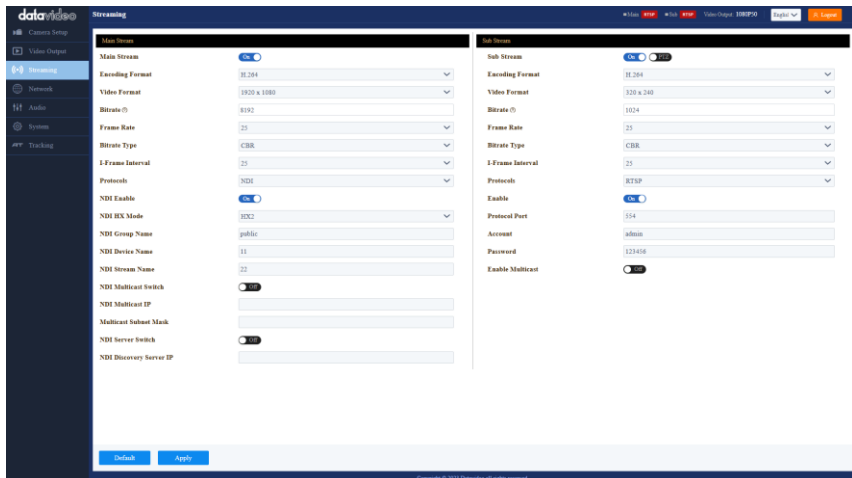 datavideo
Streaming
Main RTSP Sub RTSP Video Output: 1080P50 English Logout
Camera Setup
Video Output
Streaming
Network
Audio
System
Tracking
Main Stream
Main Stream On
Encoding Format H.264
Video Format 1920 x 1080
Bitrate 8192
Frame Rate 25
Bitrate Type CBR
I-Frame Interval 25
Protocols NDI
NDI Enable On
NDI HX Mode HX2
NDI Group Name public
NDI Device Name 11
NDI Stream Name 22
NDI Multicast Switch Off
NDI Multicast IP
Multicast Subnet Mask
NDI Server Switch Off
NDI Discovery Server IP
Sub Stream
Sub Stream On
Encoding Format H.264
Video Format 320 x 240
Bitrate 1024
Frame Rate 25
Bitrate Type CBR
I-Frame Interval 25
Protocols RTSP
Enable On
Protocol Port 554
Account admin
Password 123456
Enable Multicast Off
Default Apply